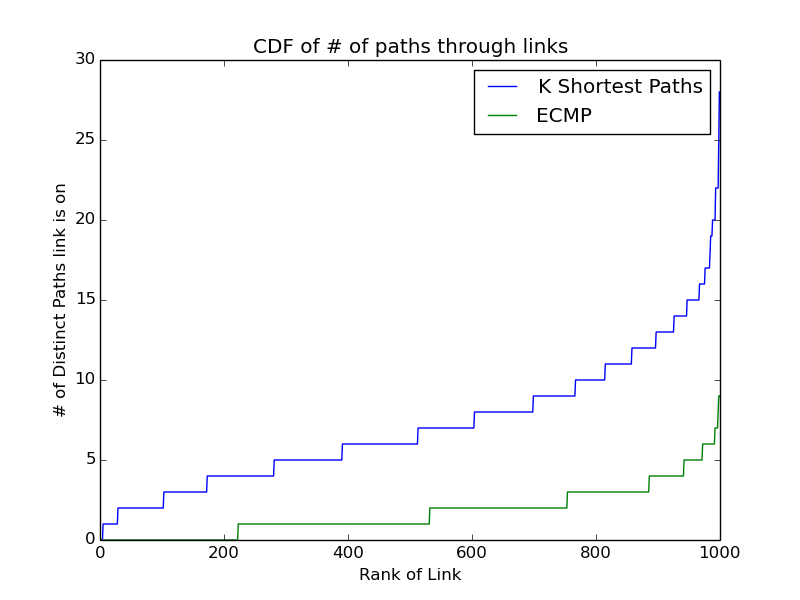 CDF of # of paths through links
30
25
20
15
10
5
0
# of Distinct Paths link is on
K Shortest Paths
ECMP
0
200
400
600
800
1000
Rank of Link